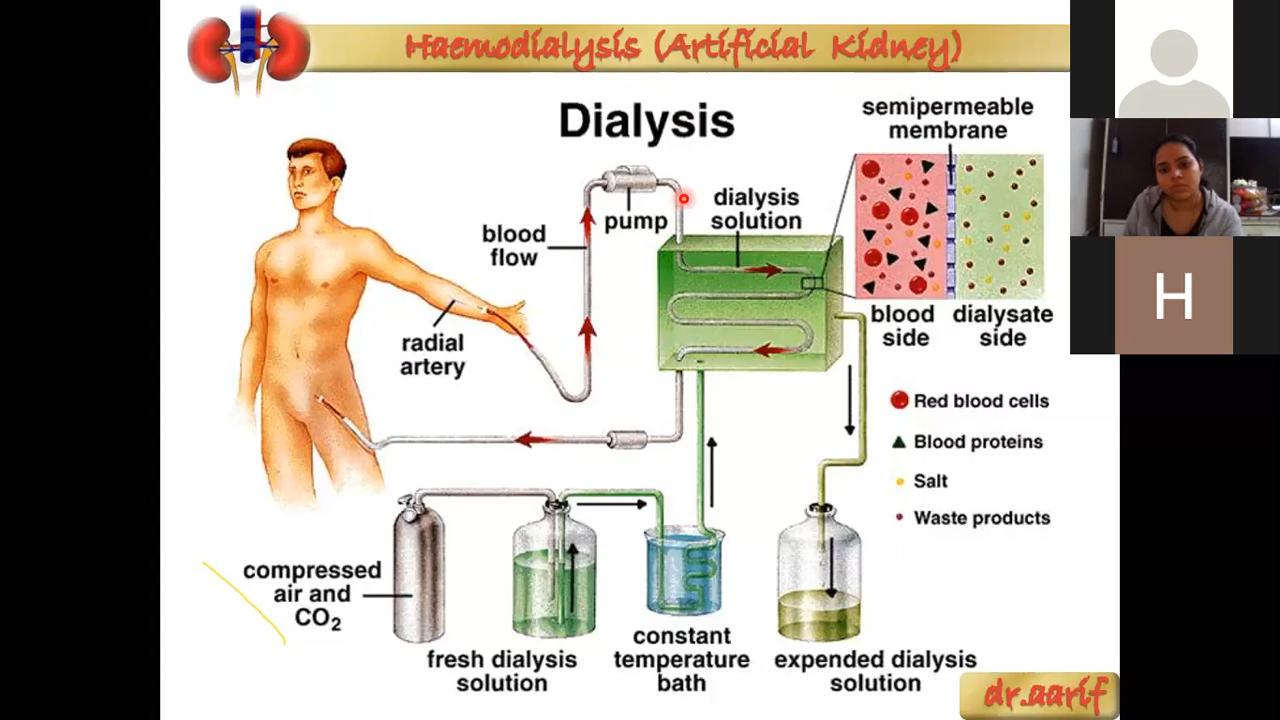 Haemodialysis (Artificial Kidney)
Dialysis
semipermeable
membrane
pump
dialysis
solution
blood
flow
radial
artery
blood
side
dialysate
side
Red blood cells
Blood proteins
Salt
Waste products
compressed
air and
CO₂
fresh dialysis
solution
constant
temperature
bath
expended dialysis
solution
dr.aarif
H